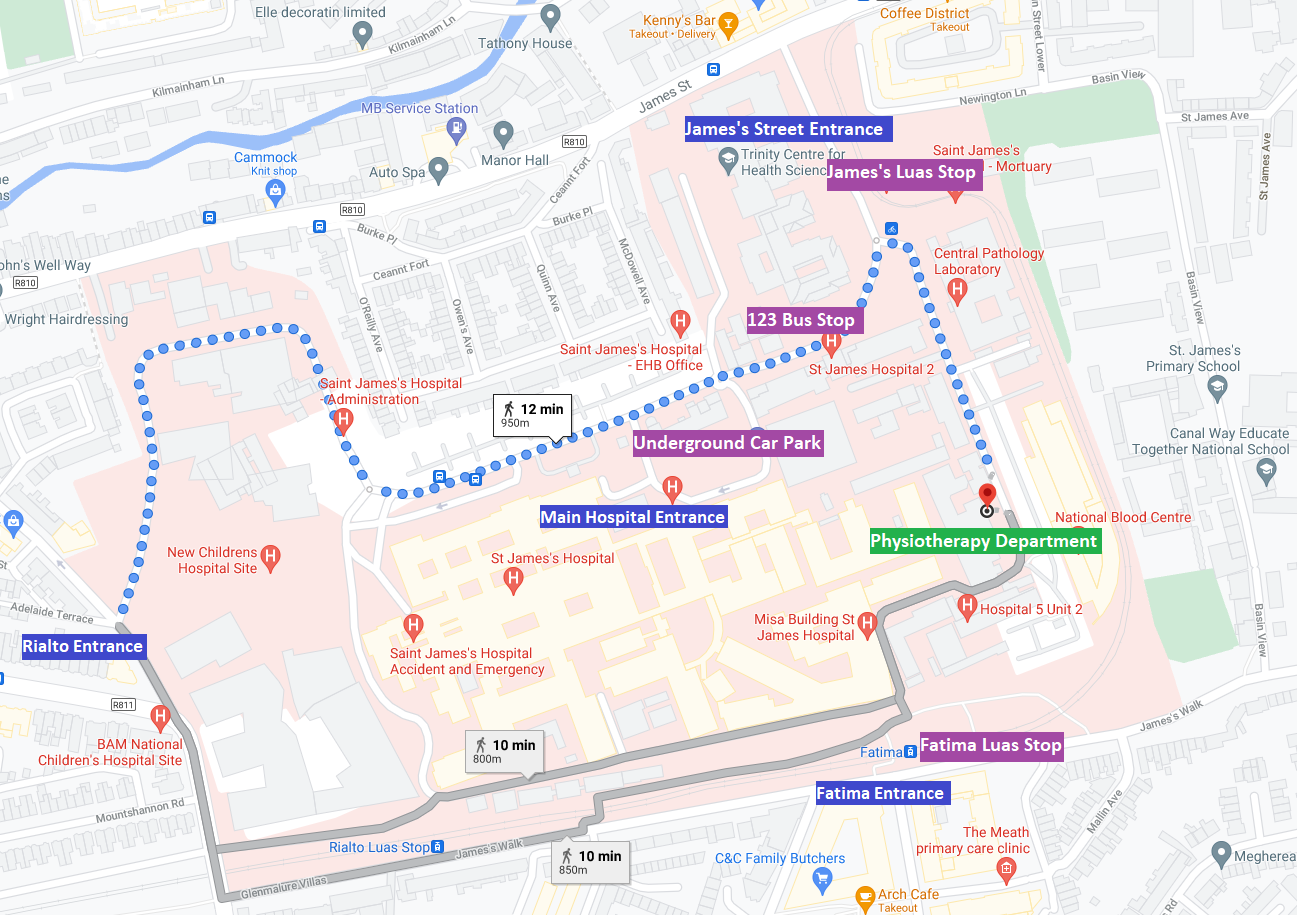 Elle decoratin limited
Tathony House
Kenny's Bar
Takeout • Delivery
Coffee District
Takeout
Kilmainham Ln
Kilmainham Ln
James St
Basin View
Newington Ln
St James Ave
St James Ave
MB Service Station
Manor Hall
R810
Auto Spa
Cammock
Knit shop
James's Street Entrance
Trinity Centre for
Health Scienc
Saint James's
- Mortuary
James's Luas Stop
Ceannt Fort
Burke Pl
R810
Burke Pl
Ceannt Fort
McDowell Ave
Quinn Ave
Owen's Ave
O'Reilly Ave
ohn's Well Way
R810
Wright Hairdressing
Central Pathology
Laboratory
Basin View
123 Bus Stop
Saint James's Hospital
- EHB Office
St James Hospital 2
St. James's
Primary School
Saint James's Hospital
- Administration
12 min
950m
Underground Car Park
Canal Way Educate
Together National School
Main Hospital Entrance
National Blood Centre
Physiotherapy Department
New Childrens
Hospital Site
St James's Hospital
Adelaide Terrace
Rialto Entrance
Hospital 5 Unit 2
Misa Building St
James Hospital
Saint James's Hospital
Accident and Emergency
Basin View
R811
BAM National
Children's Hospital Site
10 min
800m
Fatima
Fatima Luas Stop
James's Walk
Fatima Entrance
Mountshannon Rd
Mallin Ave
Rialto Luas Stop
James's Walk
10 min
850m
The Meath
primary care clinic
C&C Family Butchers
Megherea
Glenmalure Villas
Arch Cafe
Takeout
Rd